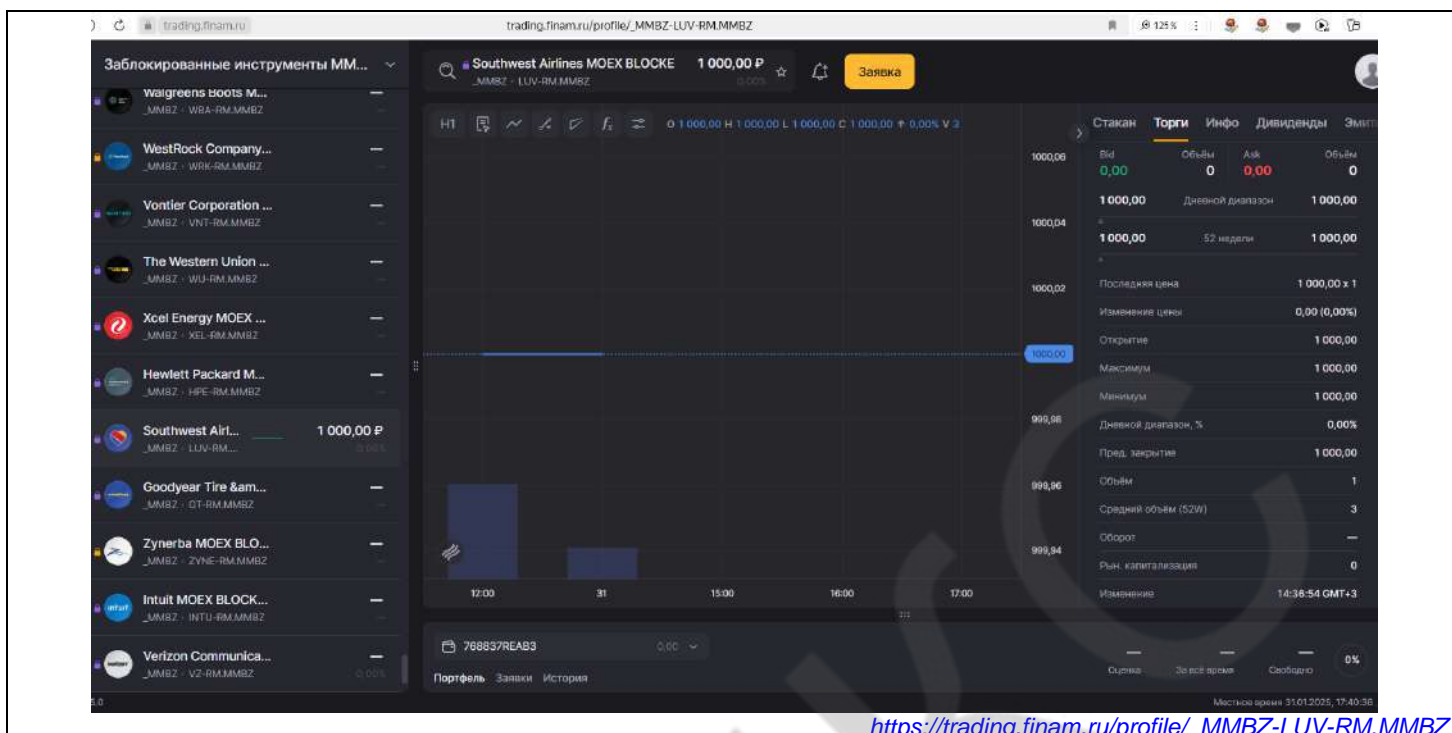 trading.finam.ru
trading.finam.ru/profile/_MMBZ-LUV-RM.MMBZ
125 %
Заблокированные инструменты MM...
Walgreens Boots M...
_MMBZ · WBA-RM.MMBZ
—
WestRock Company...
_MMBZ · WRK-RM.MMBZ
—
Vontier Corporation ...
_MMBZ · VNT-RM.MMBZ
—
The Western Union ...
_MMBZ · WU-RM.MMBZ
—
Xcel Energy MOEX ...
_MMBZ · XEL-RM.MMBZ
—
Hewlett Packard M...
_MMBZ · HPE-RM.MMBZ
—
Southwest Airl...
1 000,00 ₽
_MMBZ · LUV-RM....
0,00%
Goodyear Tire &am...
_MMBZ · GT-RM.MMBZ
—
Zynerba MOEX BLO...
_MMBZ · ZYNE-RM.MMBZ
—
Intuit MOEX BLOCK...
_MMBZ · INTU-RM.MMBZ
—
Verizon Communica...
_MMBZ · VZ-RM.MMBZ
—
0,00%
5.0
Southwest Airlines MOEX BLOCKE
1 000,00 ₽
_MMBZ · LUV-RM.MMBZ
0,00%
Заявка
H1
O 1 000,00 H 1 000,00 L 1 000,00 C 1 000,00 0,00% V 3
1000,06
1000,04
1000,02
1000,00
999,98
999,96
999,94
12:00 31 15:00 16:00 17:00
768837REAB3
0,00
Портфель Заявки История
Стакан Торги Инфо Дивиденды Эмит
Bid Объём Ask Объём
0,00 0 0,00 0
1 000,00 Дневной диапазон 1 000,00
1 000,00 52 недели 1 000,00
Последняя цена 1 000,00 x 1
Изменение цены 0,00 (0,00%)
Открытие 1 000,00
Максимум 1 000,00
Минимум 1 000,00
Дневной диапазон, % 0,00%
Пред. закрытие 1 000,00
Объём 1
Средний объём (52W) 3
Оборот —
Рын. капитализация 0
Изменение 14:36:54 GMT+3
— — — 0%
Оценка За всё время Свободно
Местное время 31.01.2025, 17:40:36
https://trading.finam.ru/profile/_MMBZ-LUV-RM.MMBZ